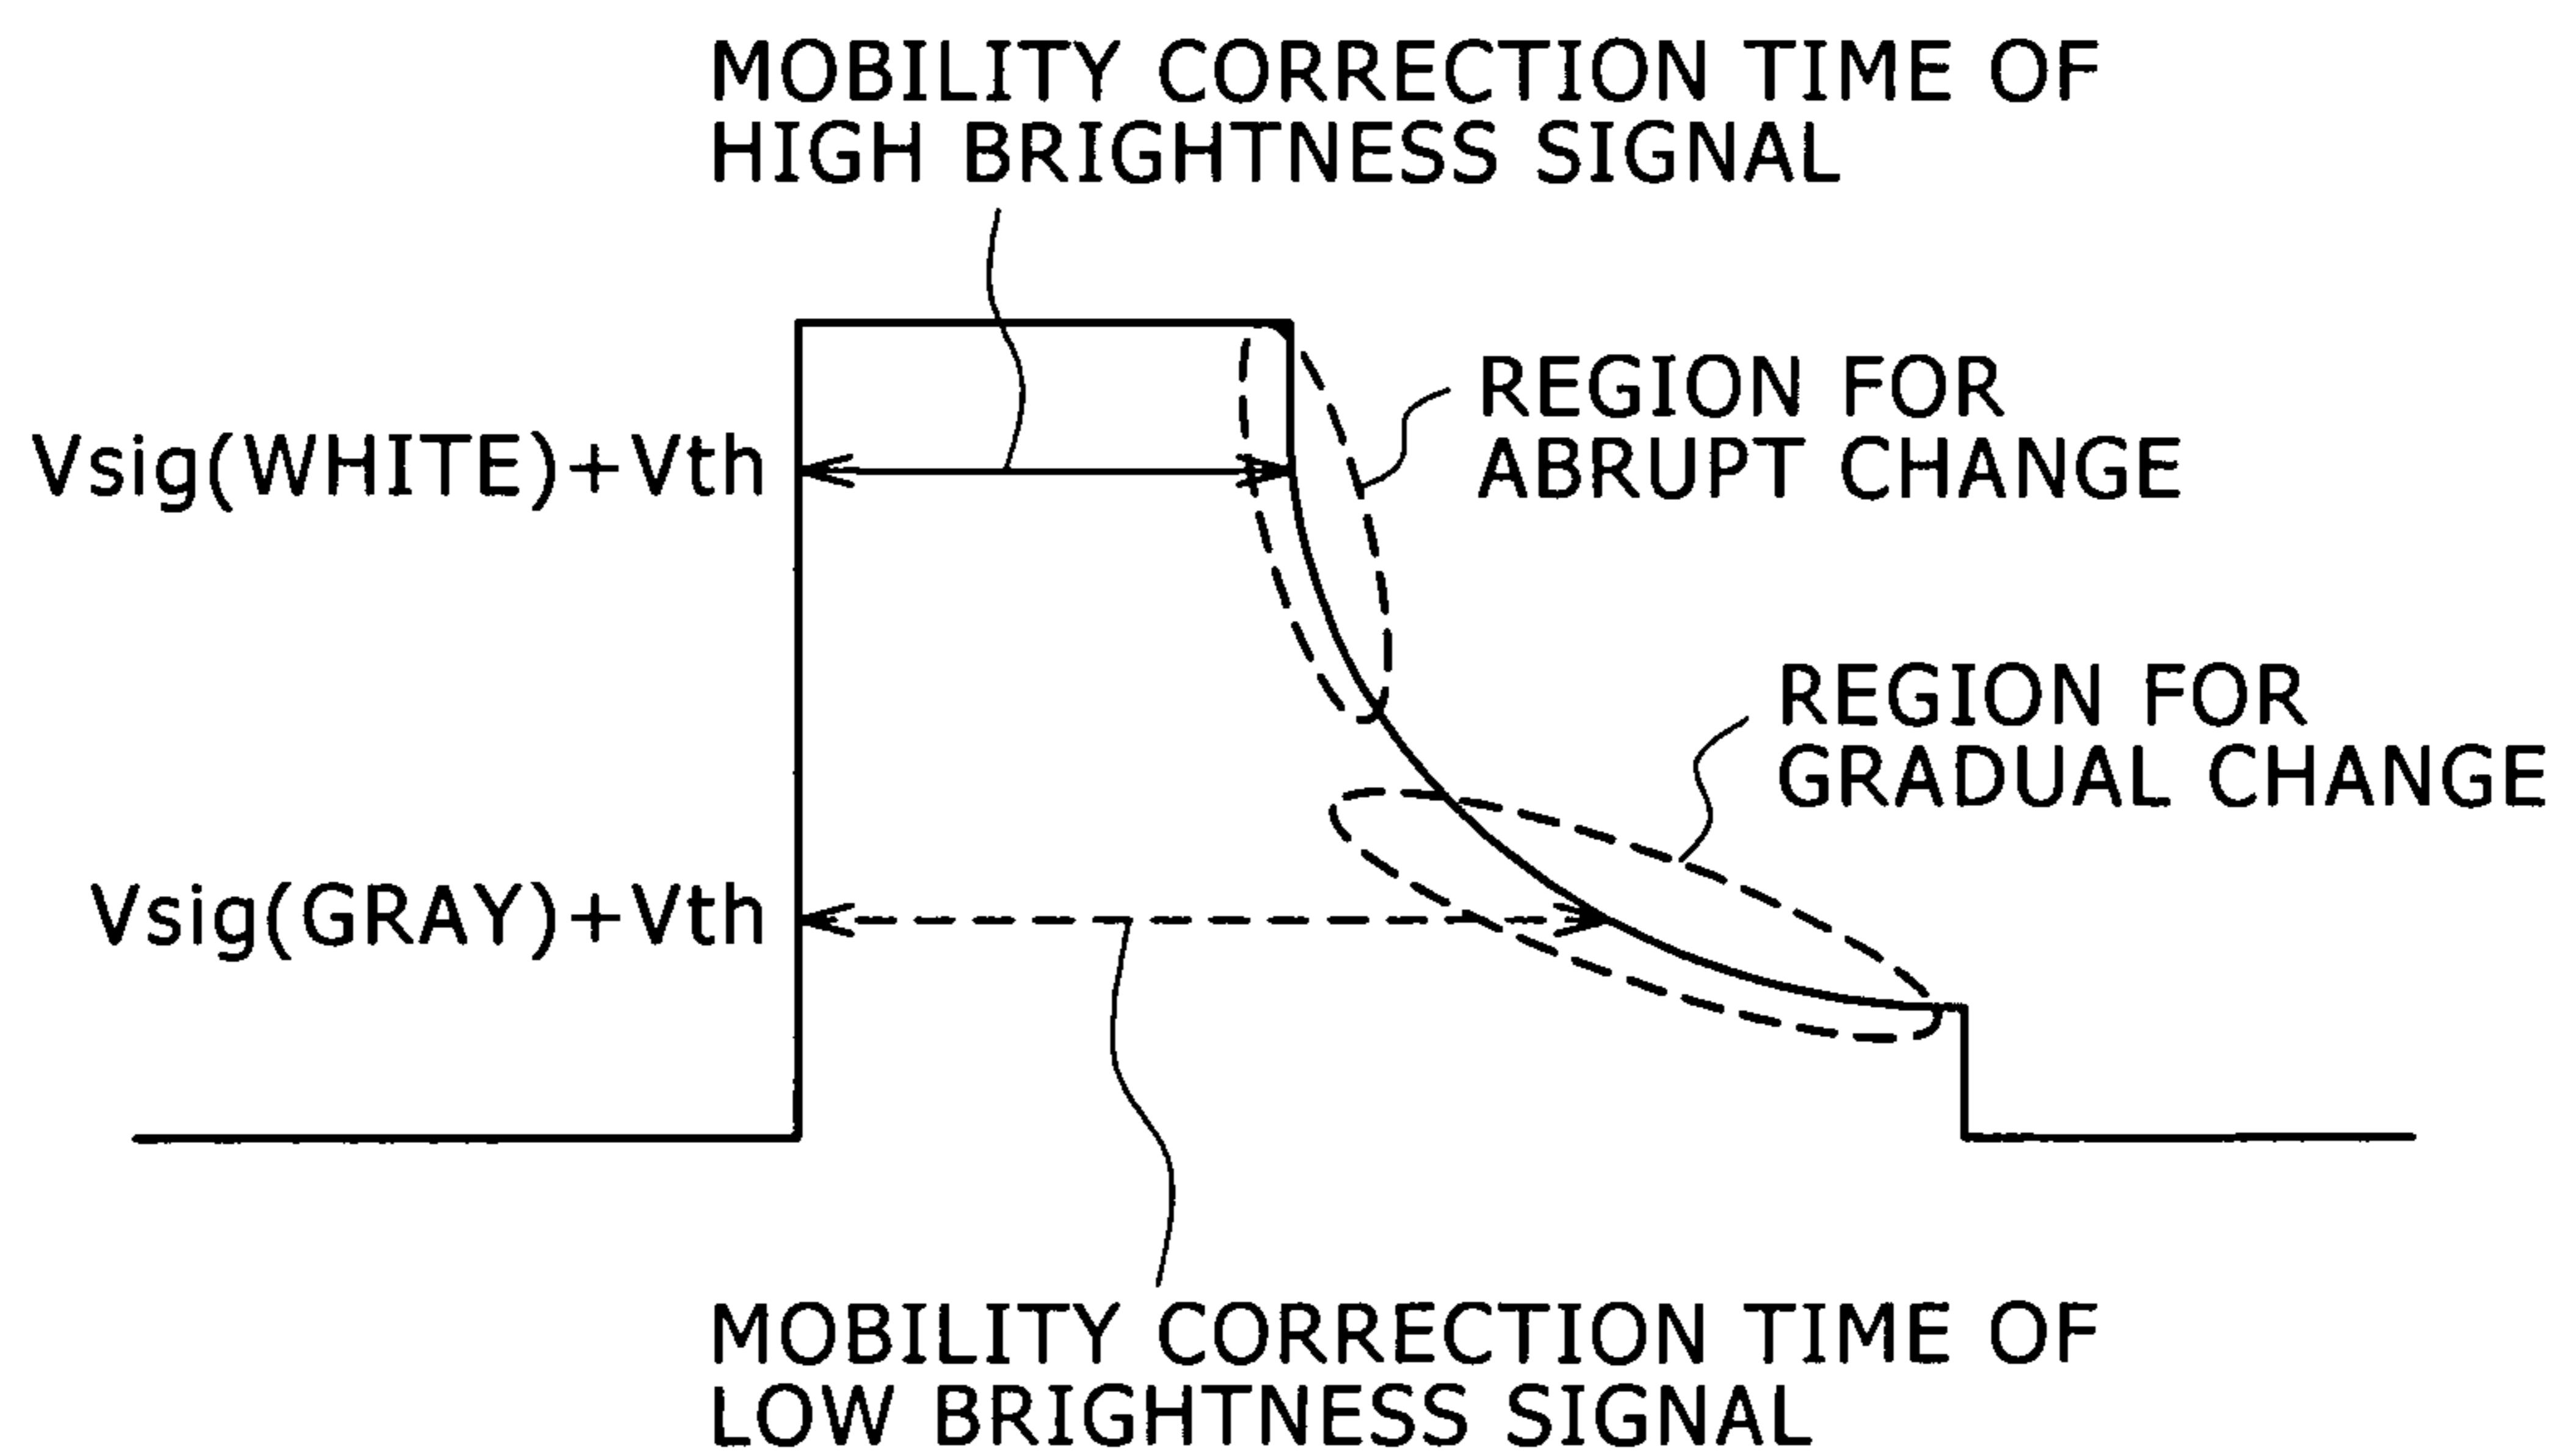 MOBILITY CORRECTION TIME OF
HIGH BRIGHTNESS SIGNAL
REGION FOR
ABRUPT CHANGE
Vsig(WHITE)+Vth
REGION FOR
GRADUAL CHANGE
Vsig(GRAY)+Vth
MOBILITY CORRECTION TIME OF
LOW BRIGHTNESS SIGNAL